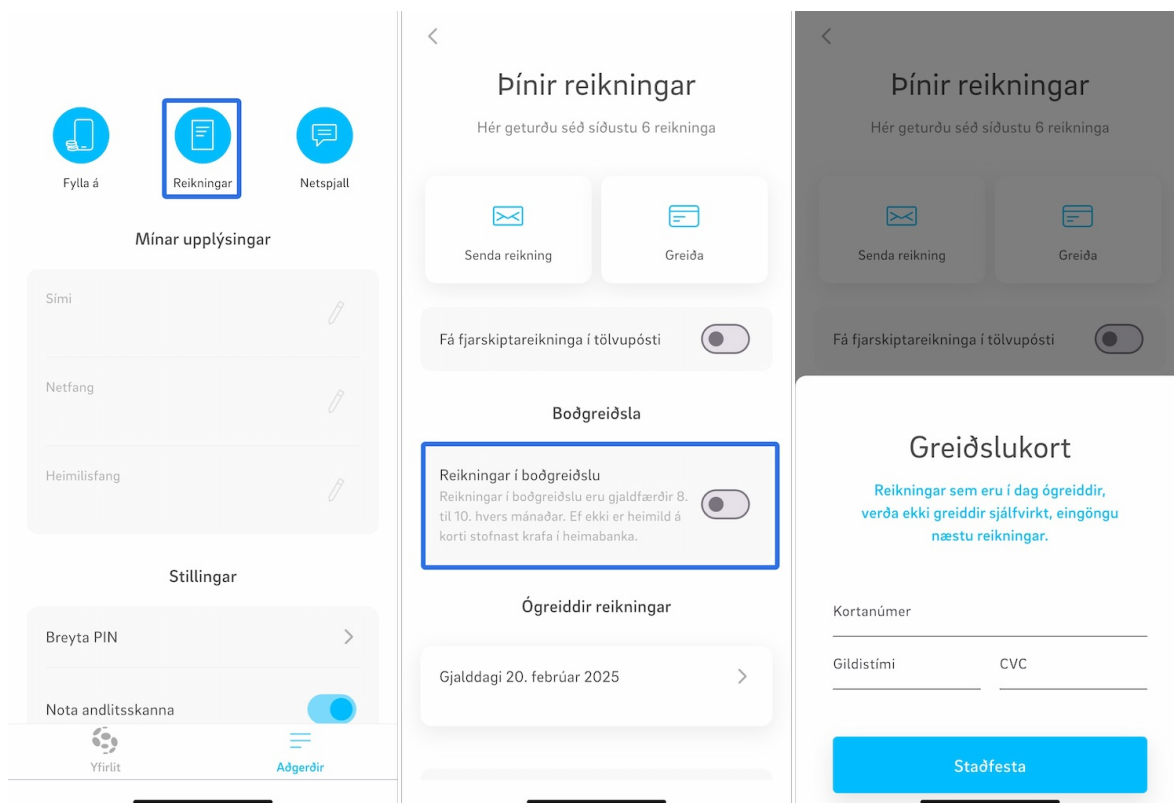 Fylla á
Reikningar
Netspjall
Mínar upplýsingar
Sími
Netfang
Heimilisfang
Stillingar
Breyta PIN
Nota andlitsskanna
Yfirlit
Aðgerðir
Þínir reikningar
Hér geturðu séð síðustu 6 reikninga
Senda reikning
Greiða
Fá fjarskiptareikninga í tölvupósti
Boðgreiðsla
Reikningar í boðgreiðslu
Reikningar í boðgreiðslu eru gjaldfærðir 8.
til 10. hvers mánaðar. Ef ekki er heimild á
korti stofnast krafa í heimabanka.
Ógreiddir reikningar
Gjalddagi 20. febrúar 2025
Þínir reikningar
Hér geturðu séð síðustu 6 reikninga
Senda reikning
Greiða
Fá fjarskiptareikninga í tölvupósti
Greiðslukort
Reikningar sem eru í dag ógreiddir,
verða ekki greiddir sjálfvirkt, eingöngu
næstu reikningar.
Kortanúmer
Gildistími
CVC
Staðfesta